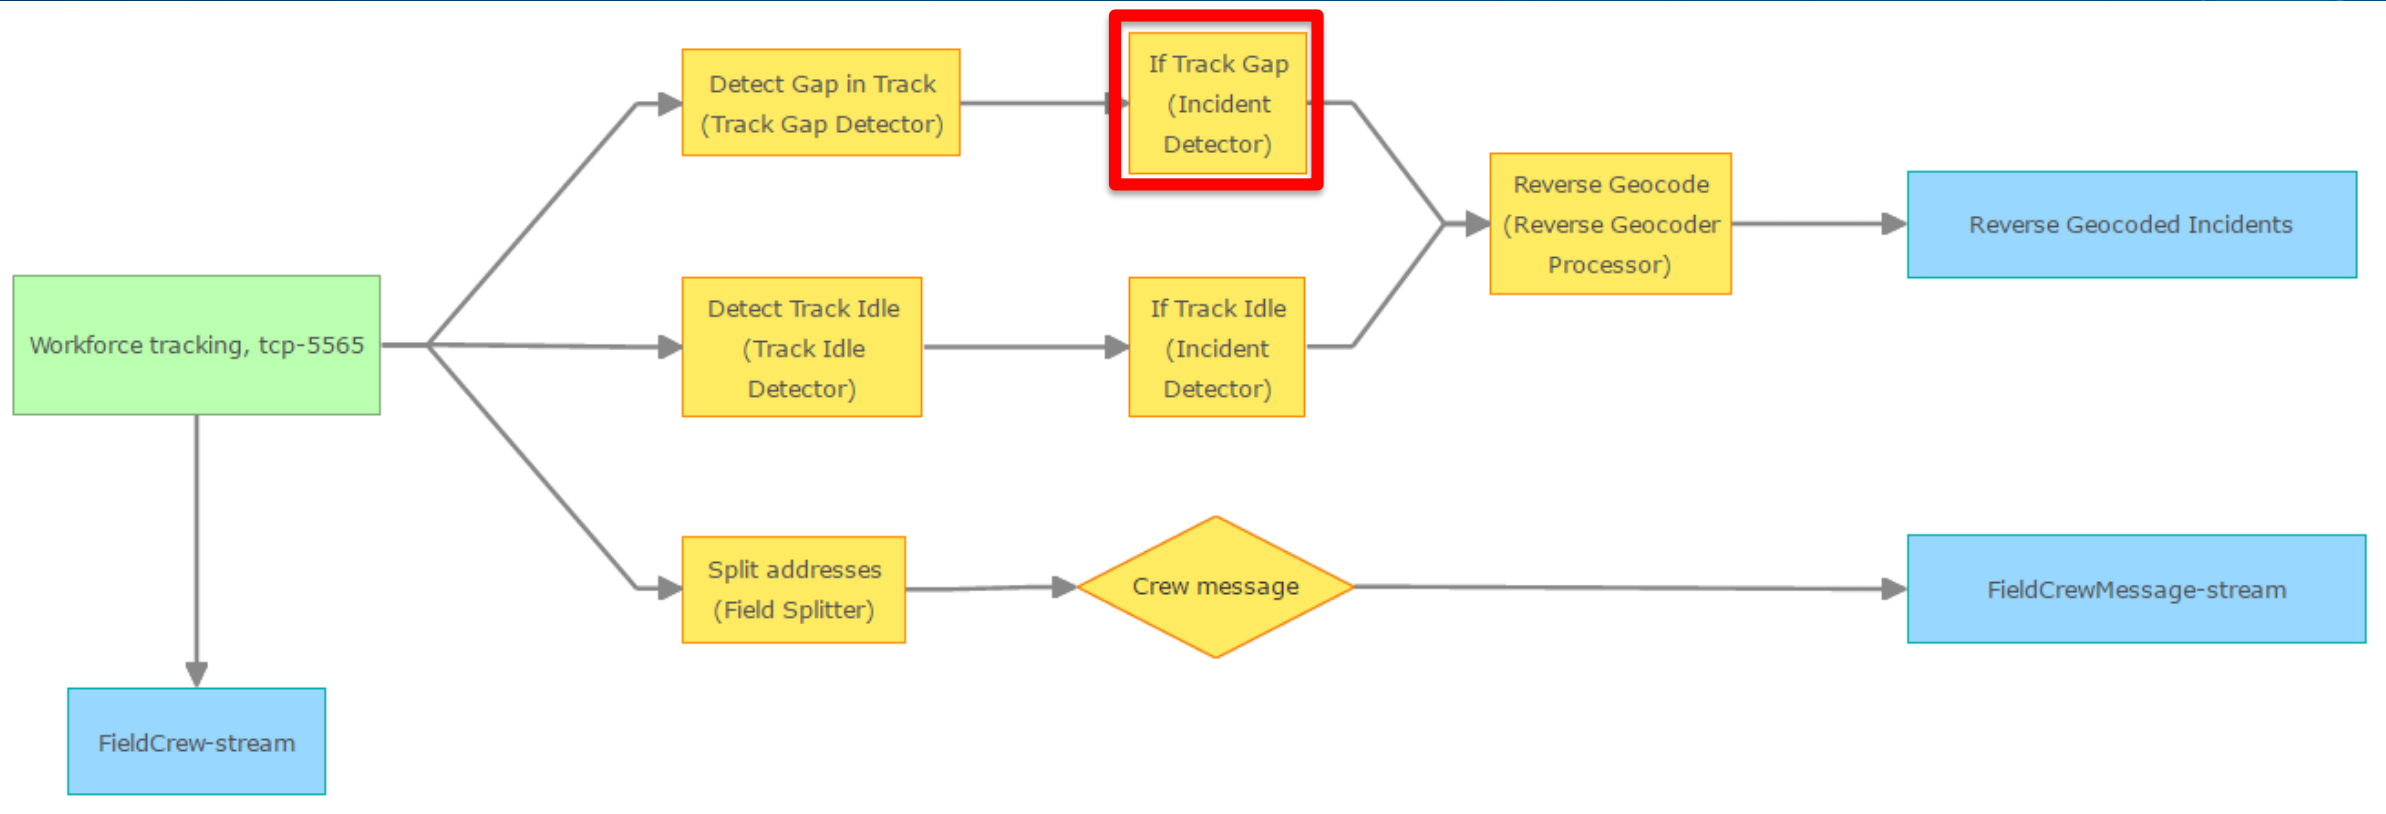 Detect Gap in Track
(Track Gap Detector)
If Track Gap
(Incident
Detector)
Reverse Geocode
(Reverse Geocoder
Processor)
Reverse Geocoded Incidents
Workforce tracking, tcp-5565
Detect Track Idle
(Track Idle
Detector)
If Track Idle
(Incident
Detector)
Split addresses
(Field Splitter)
Crew message
FieldCrewMessage-stream
FieldCrew-stream